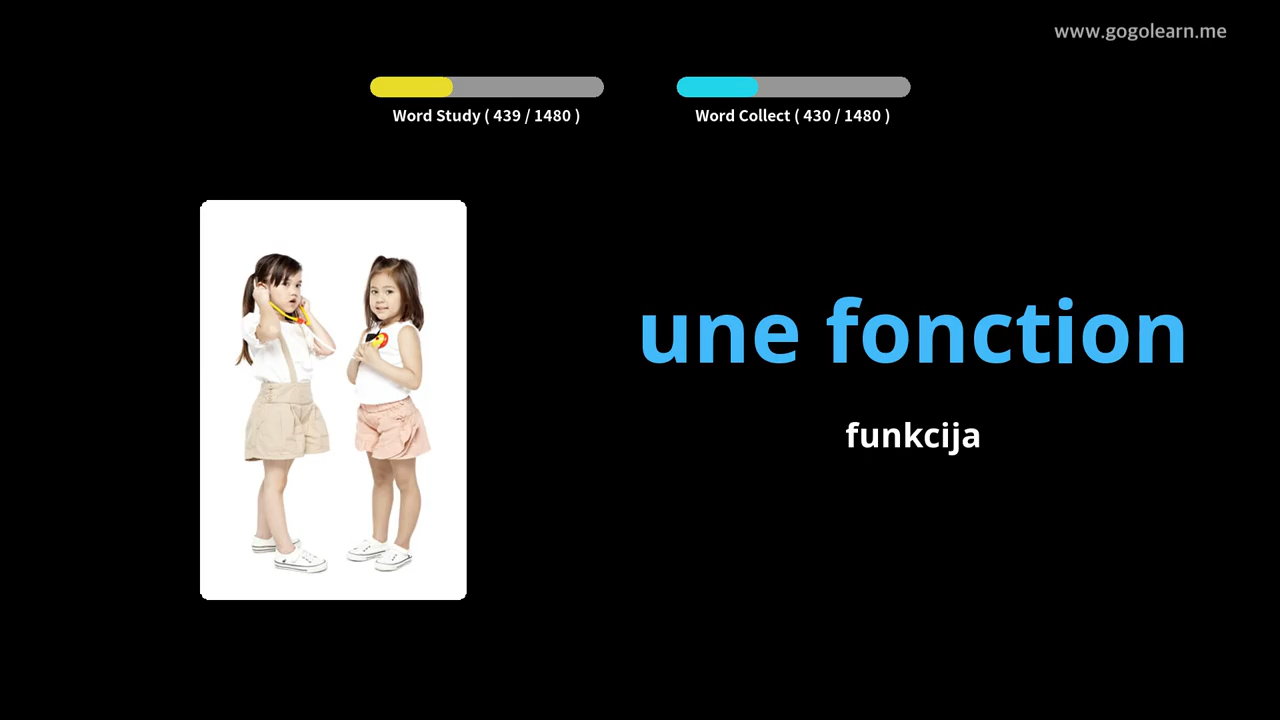 www.gogolearn.me
Word Study ( 439 / 1480 )
Word Collect ( 430 / 1480 )
une fonction
funkcija